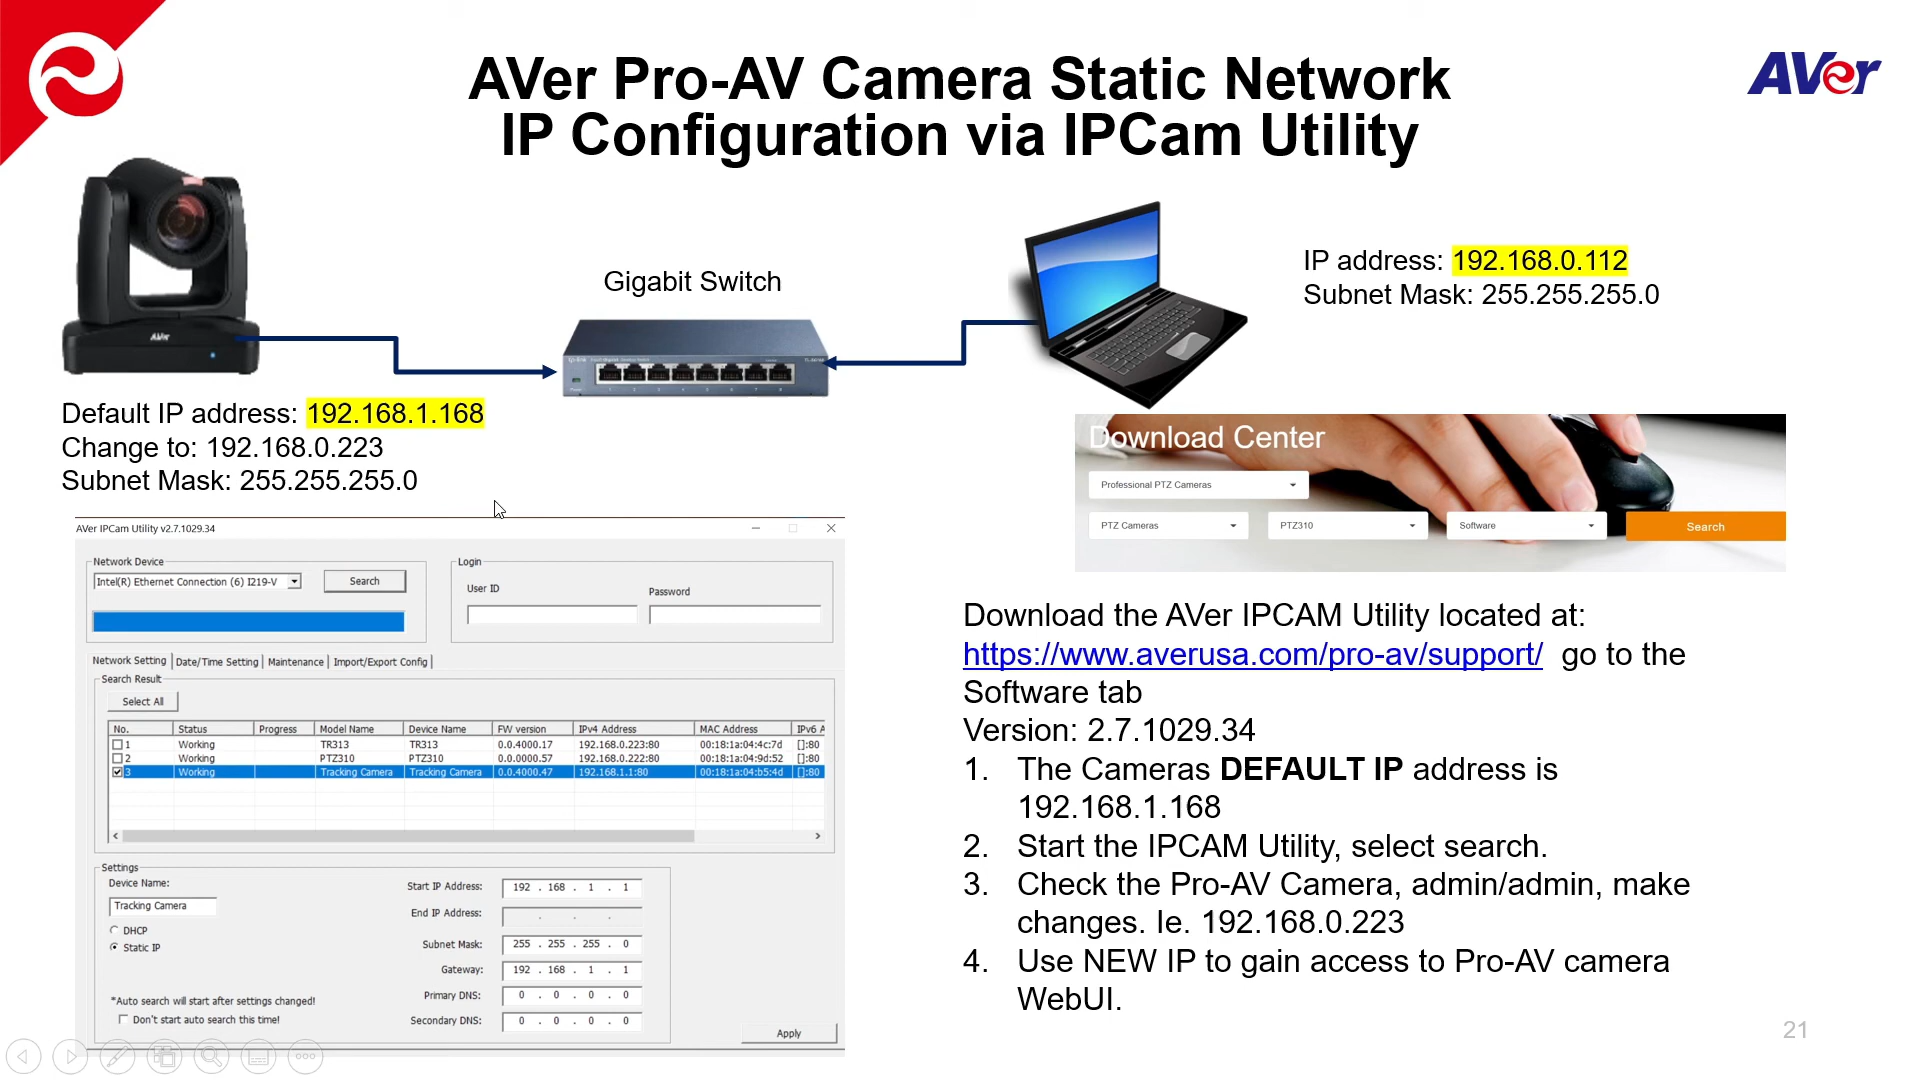 AVer Pro-AV Camera Static Network
IP Configuration via IPCam Utility
AVer
AVer
Gigabit Switch
IP address: 192.168.0.112
Subnet Mask: 255.255.255.0
Default IP address: 192.168.1.168
Change to: 192.168.0.223
Subnet Mask: 255.255.255.0
Download Center
Professional PTZ Cameras
PTZ Cameras PTZ310 Software Search
AVer IPCam Utility v2.7.1029.34
Network Device
Intel(R) Ethernet Connection (6) I219-V Search
Login
User ID Password
Network Setting Date/Time Setting Maintenance Import/Export Config
Search Result
Select All
No. Status Progress Model Name Device Name FW version IPv4 Address MAC Address IPv6 A
1 Working TR313 TR313 0.0.4000.17 192.168.0.223:80 00:18:1a:04:4c:7d []:80
2 Working PTZ310 PTZ310 0.0.0000.57 192.168.0.222:80 00:18:1a:04:9d:52 []:80
3 Working Tracking Camera Tracking Camera 0.0.4000.47 192.168.1.1:80 00:18:1a:04:b5:4d []:80
Settings
Device Name:
Tracking Camera
DHCP
Static IP
*Auto search will start after settings changed!
Don't start auto search this time!
Start IP Address: 192 . 168 . 1 . 1
End IP Address: . . .
Subnet Mask: 255 . 255 . 255 . 0
Gateway: 192 . 168 . 1 . 1
Primary DNS: 0 . 0 . 0 . 0
Secondary DNS: 0 . 0 . 0 . 0
Apply
Download the AVer IPCAM Utility located at:
https://www.averusa.com/pro-av/support/ go to the
Software tab
Version: 2.7.1029.34
1. The Cameras DEFAULT IP address is
192.168.1.168
2. Start the IPCAM Utility, select search.
3. Check the Pro-AV Camera, admin/admin, make
changes. Ie. 192.168.0.223
4. Use NEW IP to gain access to Pro-AV camera
WebUI.
21